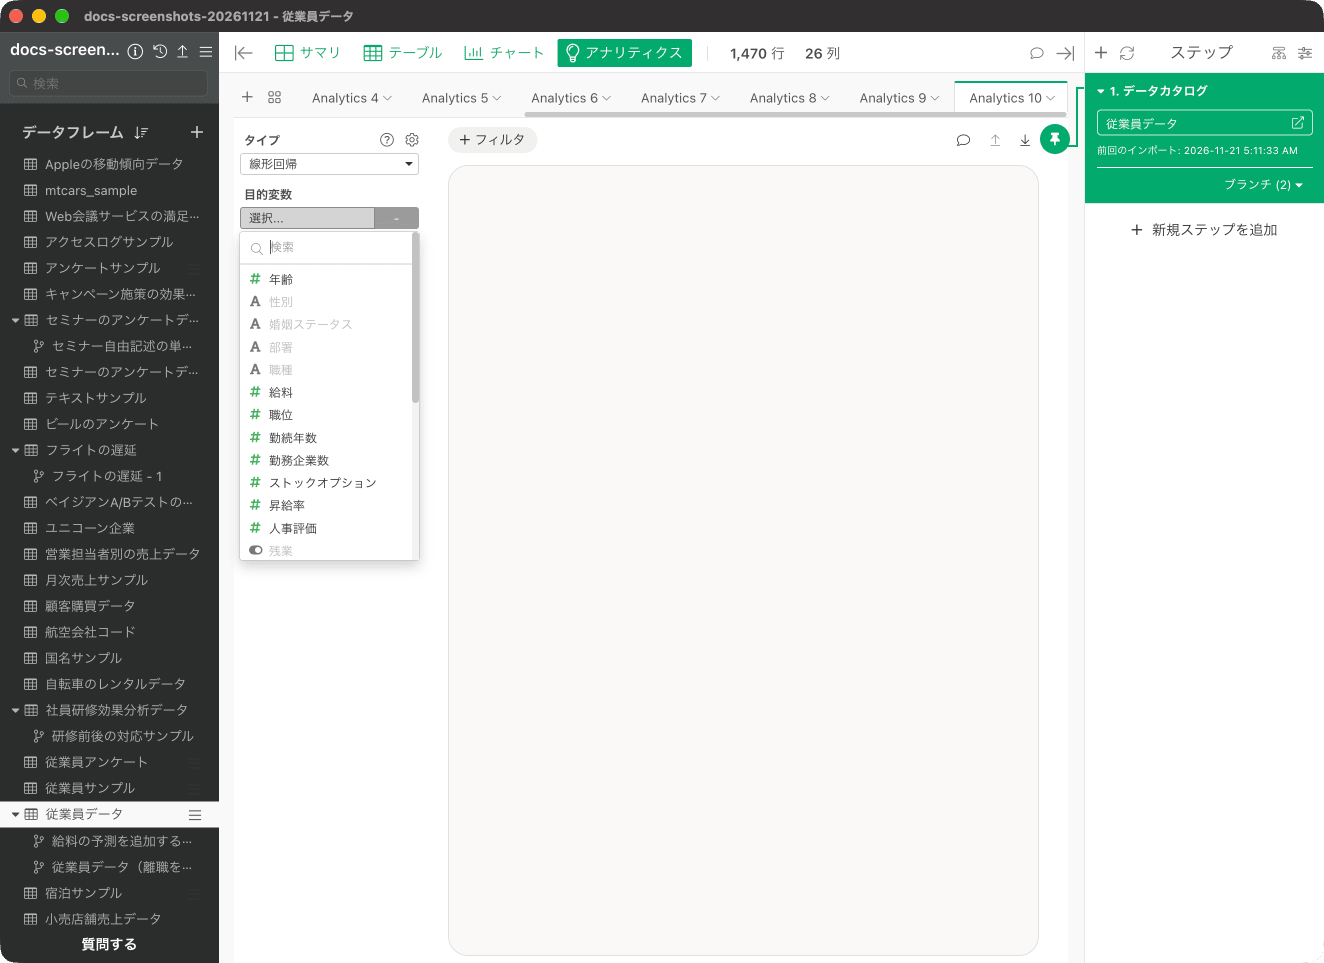 docs-screenshots-20261121 - 従業員データ
docs-screen...
検索
データフレーム
Appleの移動傾向データ
mtcars_sample
Web会議サービスの満足…
アクセスログサンプル
アンケートサンプル
キャンペーン施策の効果…
セミナーのアンケートデ…
セミナー自由記述の単…
セミナーのアンケートデ…
テキストサンプル
ビールのアンケート
フライトの遅延
フライトの遅延 - 1
ベイジアンA/Bテストの…
ユニコーン企業
営業担当者別の売上データ
月次売上サンプル
顧客購買データ
航空会社コード
国名サンプル
自転車のレンタルデータ
社員研修効果分析データ
研修前後の対応サンプル
従業員アンケート
従業員サンプル
従業員データ
給料の予測を追加する…
従業員データ（離職を…
宿泊サンプル
小売店舗売上データ
質問する
サマリ テーブル チャート アナリティクス 1,470 行 26 列
Analytics 4 Analytics 5 Analytics 6 Analytics 7 Analytics 8 Analytics 9 Analytics 10
タイプ
線形回帰
目的変数
選択... -
検索
年齢
性別
婚姻ステータス
部署
職種
給料
職位
勤続年数
勤務企業数
ストックオプション
昇給率
人事評価
残業
+ フィルタ
ステップ
1. データカタログ
従業員データ
前回のインポート: 2026-11-21 5:11:33 AM
ブランチ (2)
+ 新規ステップを追加